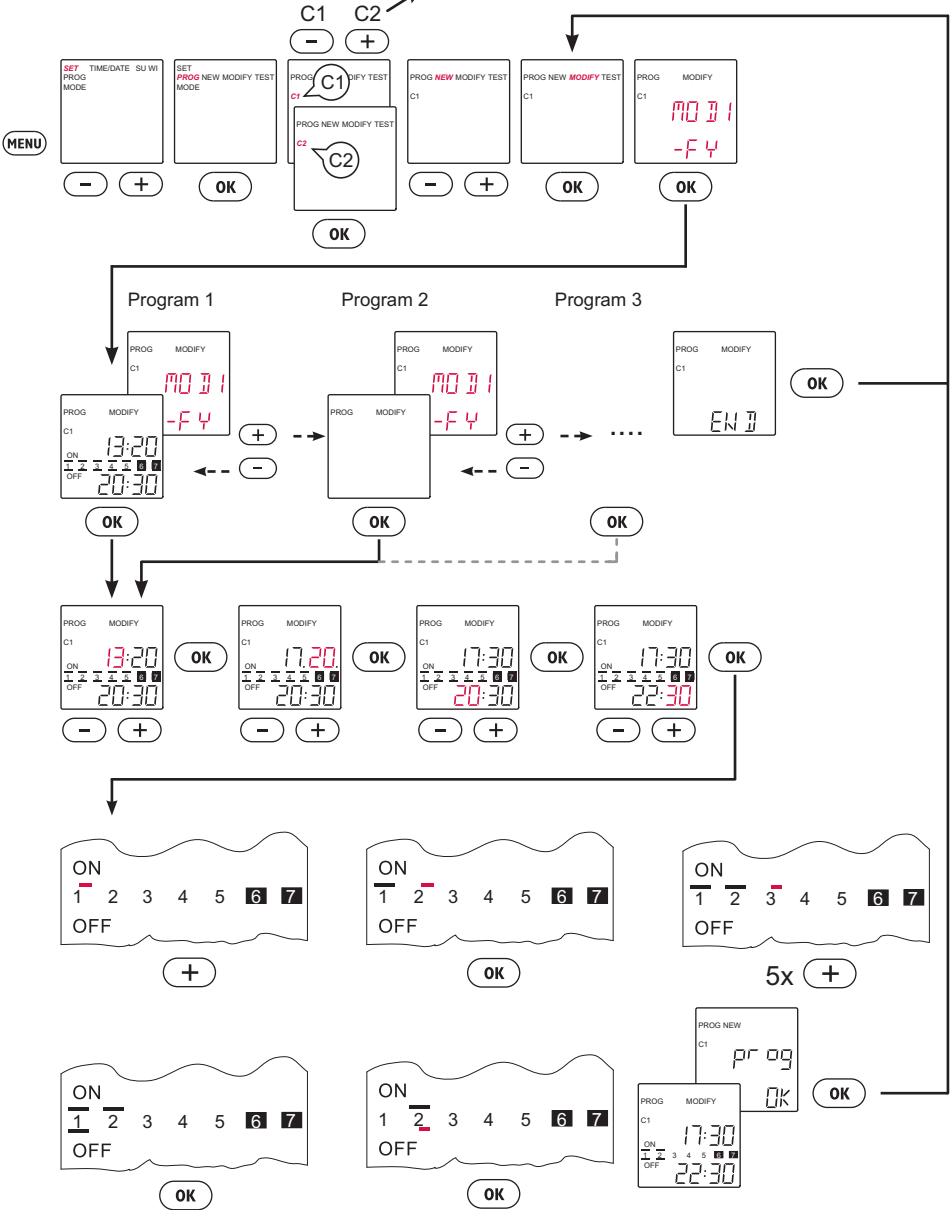 C1 C2
- +
SET TIME/DATE SU WI
PROG
MODE
SET
PROG NEW MODIFY TEST
MODE
PROG DIFY TEST
C1
C1
PROG NEW MODIFY TEST
C2
C2
PROG NEW MODIFY TEST
C1
PROG NEW MODIFY TEST
C1
PROG MODIFY
C1
MODI
-FY
MENU
- +
OK
OK
- +
OK
OK
Program 1 Program 2 Program 3
PROG MODIFY
C1
MODI
-FY
PROG MODIFY
C1
ON 13:20
1 2 3 4 5 6 7
OFF 20:30
+
-
PROG MODIFY
C1
MODI
-FY
PROG MODIFY
+
-
....
PROG MODIFY
C1
END
OK
OK
OK
OK
PROG MODIFY
C1
ON 13:20
1 2 3 4 5 6 7
OFF 20:30
OK
PROG MODIFY
C1
ON 17.20.
1 2 3 4 5 6 7
OFF 20:30
OK
PROG MODIFY
C1
ON 17:30
1 2 3 4 5 6 7
OFF 20:30
OK
PROG MODIFY
C1
ON 17:30
1 2 3 4 5 6 7
OFF 22:30
OK
- +
- +
- +
- +
ON
1 2 3 4 5 6 7
OFF
+
ON
1 2 3 4 5 6 7
OFF
OK
ON
1 2 3 4 5 6 7
OFF
5x +
ON
1 2 3 4 5 6 7
OFF
OK
ON
1 2 3 4 5 6 7
OFF
OK
PROG NEW
C1
prog
OK
OK
PROG MODIFY
C1
ON 17:30
1 2 3 4 5 6 7
OFF 22:30